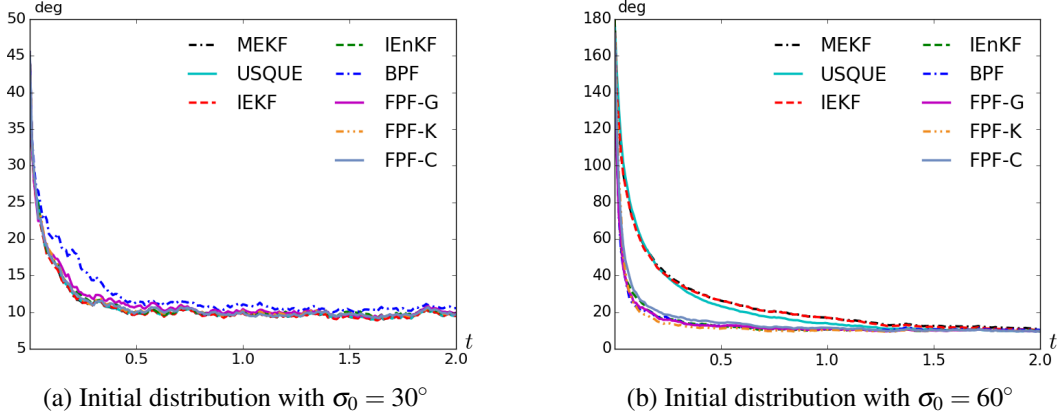 deg
50
45
40
35
30
25
20
15
10
5
0.5
1.0
1.5
2.0
t
MEKF
USQUE
IEKF
IEnKF
BPF
FPF-G
FPF-K
FPF-C
(a) Initial distribution with σ₀ = 30°
deg
180
160
140
120
100
80
60
40
20
0
0.5
1.0
1.5
2.0
t
MEKF
USQUE
IEKF
IEnKF
BPF
FPF-G
FPF-K
FPF-C
(b) Initial distribution with σ₀ = 60°